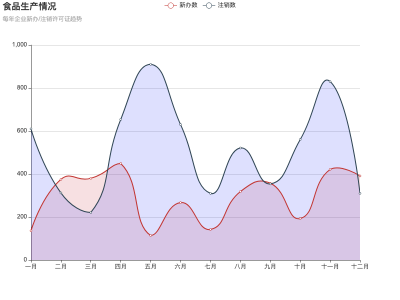 食品生产情况
新办数 注销数
每年企业新办/注销许可证趋势
1,000
800
600
400
200
0
一月 二月 三月 四月 五月 六月 七月 八月 九月 十月 十一月 十二月